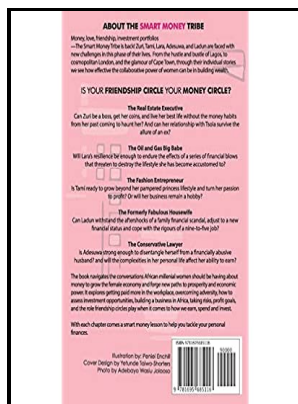 ABOUT THE SMART MONEY TRIBE
Money, love, friendship, investment portfolios
—The Smart Money Tribe is back! Zuri, Tami, Lara, Adesuwa, and Ladun are faced with
new challenges in this phase of their lives. From the hustle and bustle of Lagos, to
cosmopolitan London, and the glamour of Cape Town, through their individual stories
we see how effective the collaborative power of women can be in building wealth.
IS YOUR FRIENDSHIP CIRCLE YOUR MONEY CIRCLE?
The Real Estate Executive
Can Zuri be a boss, get her coins, and live her best life without the money habits
from her past coming to haunt her? And can her relationship with Tsola survive the
allure of an ex?
The Oil and Gas Big Babe
Will Lara's resilience be enough to endure the effects of a series of financial blows
that threaten to destroy the lifestyle she has become accustomed to?
The Fashion Entrepreneur
Is Tami ready to grow beyond her pampered princess lifestyle and turn her passion
to profit? Or will her business remain a hobby?
The Formerly Fabulous Housewife
Can Ladun withstand the aftershocks of a family financial scandal, adjust to a new
financial status and cope with the rigours of a nine-to-five job?
The Conservative Lawyer
Is Adesuwa strong enough to disentangle herself from a financially abusive
husband? and will the complexities in her personal life affect her ability to earn?
The book navigates the conversations African millenial women should be having about
money to grow the female economy and forge new paths to prosperity and economic
power. It explores getting paid more in the workplace, overcoming adversity, how to
assess investment opportunities, building a business in Africa, taking risks, profit goals,
and the role friendship circles play when it comes to how we earn, spend and invest.
With each chapter comes a smart money lesson to help you tackle your personal
finances.
Illustration by: Peniel Enchill
Cover Design by Yetunde Taiwo-Shorters
Photo by Adebayo Wasiu Jolaoso